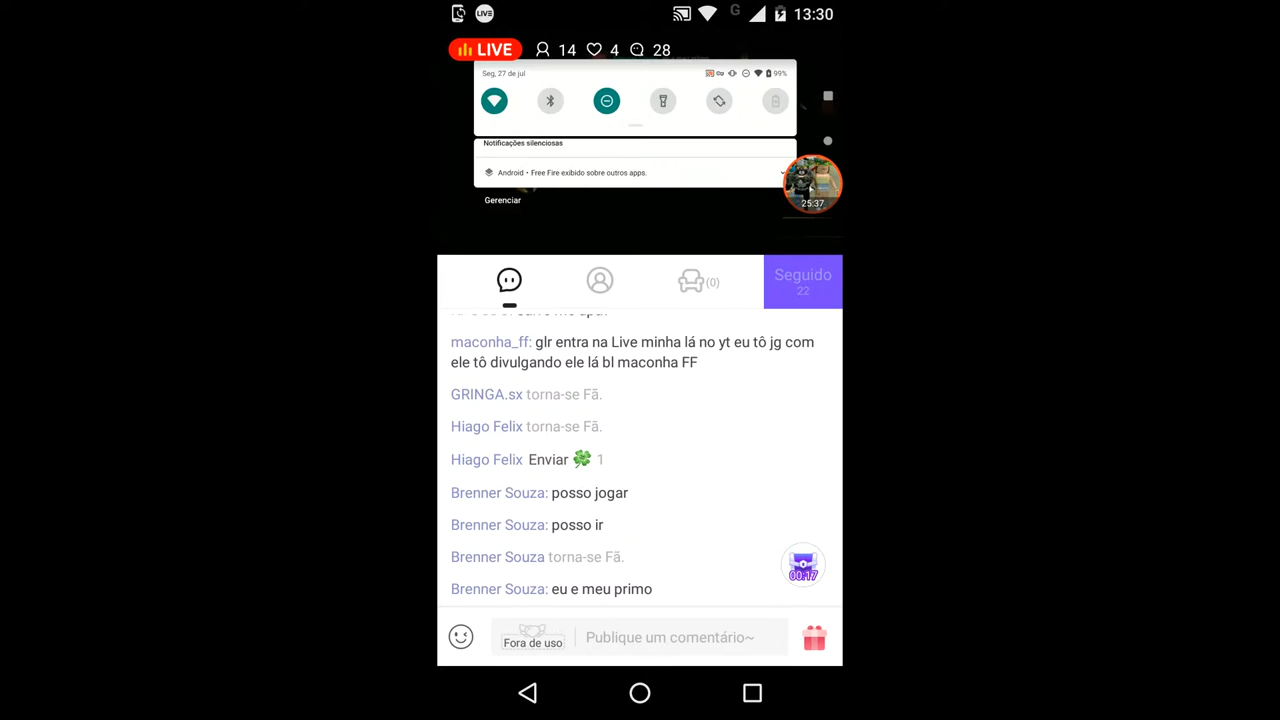 LIVE G 13:30
LIVE 14 4 28
Seg, 27 de jul 99%
Notificações silenciosas
Android • Free Fire exibido sobre outros apps.
25:37
Gerenciar
(0) Seguido
22
maconha_ff: glr entra na Live minha lá no yt eu tô jg com
ele tô divulgando ele lá bl maconha FF
GRINGA.sx torna-se Fã.
Hiago Felix torna-se Fã.
Hiago Felix Enviar 🍀 1
Brenner Souza: posso jogar
Brenner Souza: posso ir
Brenner Souza torna-se Fã.
00:17
Brenner Souza: eu e meu primo
Fora de uso Publique um comentário~